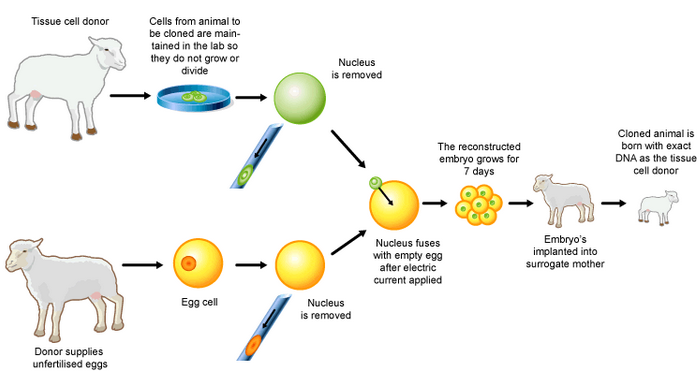 Tissue cell donor
Cells from animal to
be cloned are main-
tained in the lab so
they do not grow or
divide
Nucleus
is removed
The reconstructed
embryo grows for
7 days
Cloned animal is
born with exact
DNA as the tissue
cell donor
Nucleus fuses
with empty egg
after electric
current applied
Embryo's
implanted into
surrogate mother
Egg cell
Nucleus
is removed
Donor supplies
unfertilised eggs